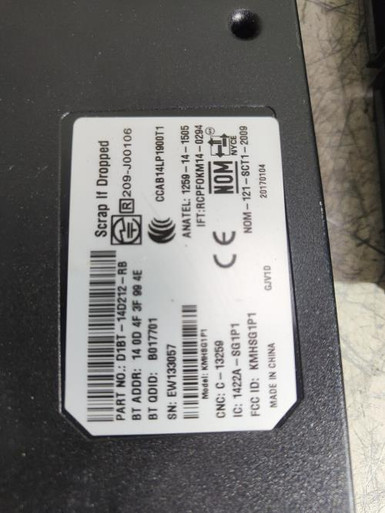 Scrap If Dropped
R 209-J00106
CCAB14LP1900T1
ANATEL: 1259-14-1505
IFT:RCPFOKM14-0294
NOM
NYCE
NOM-121-SCT1-2009
20170104
CE
GJV1D
PART NO.: D1BT-14D212-RB
BT ADDR: 14 0D 4F 3F 99 4E
BT QDID: B017701
SN: EW133057
Model: KMHSG1P1
CNC: C-13259
IC: 1422A-SG1P1
FCC ID: KMHSG1P1
MADE IN CHINA